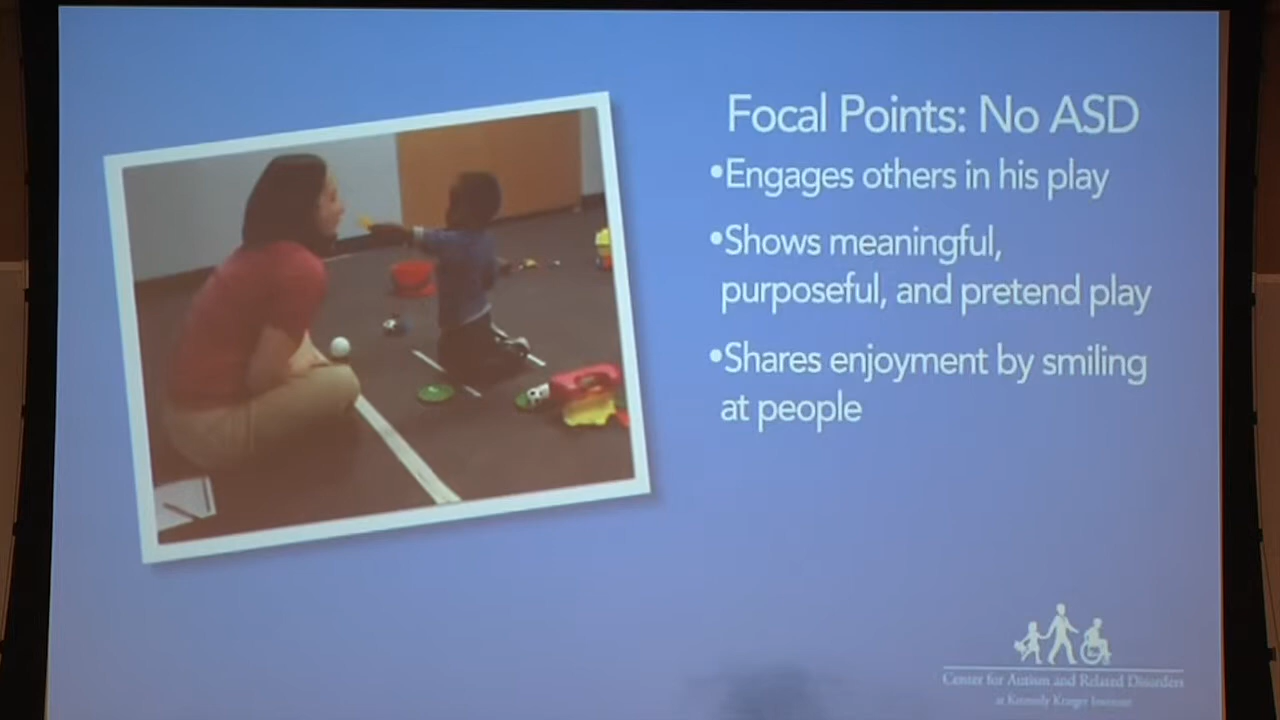 Focal Points: No ASD
•Engages others in his play
•Shows meaningful,
purposeful, and pretend play
•Shares enjoyment by smiling
at people
Center for Autism and Related Disorders
at Kennedy Krieger Institute